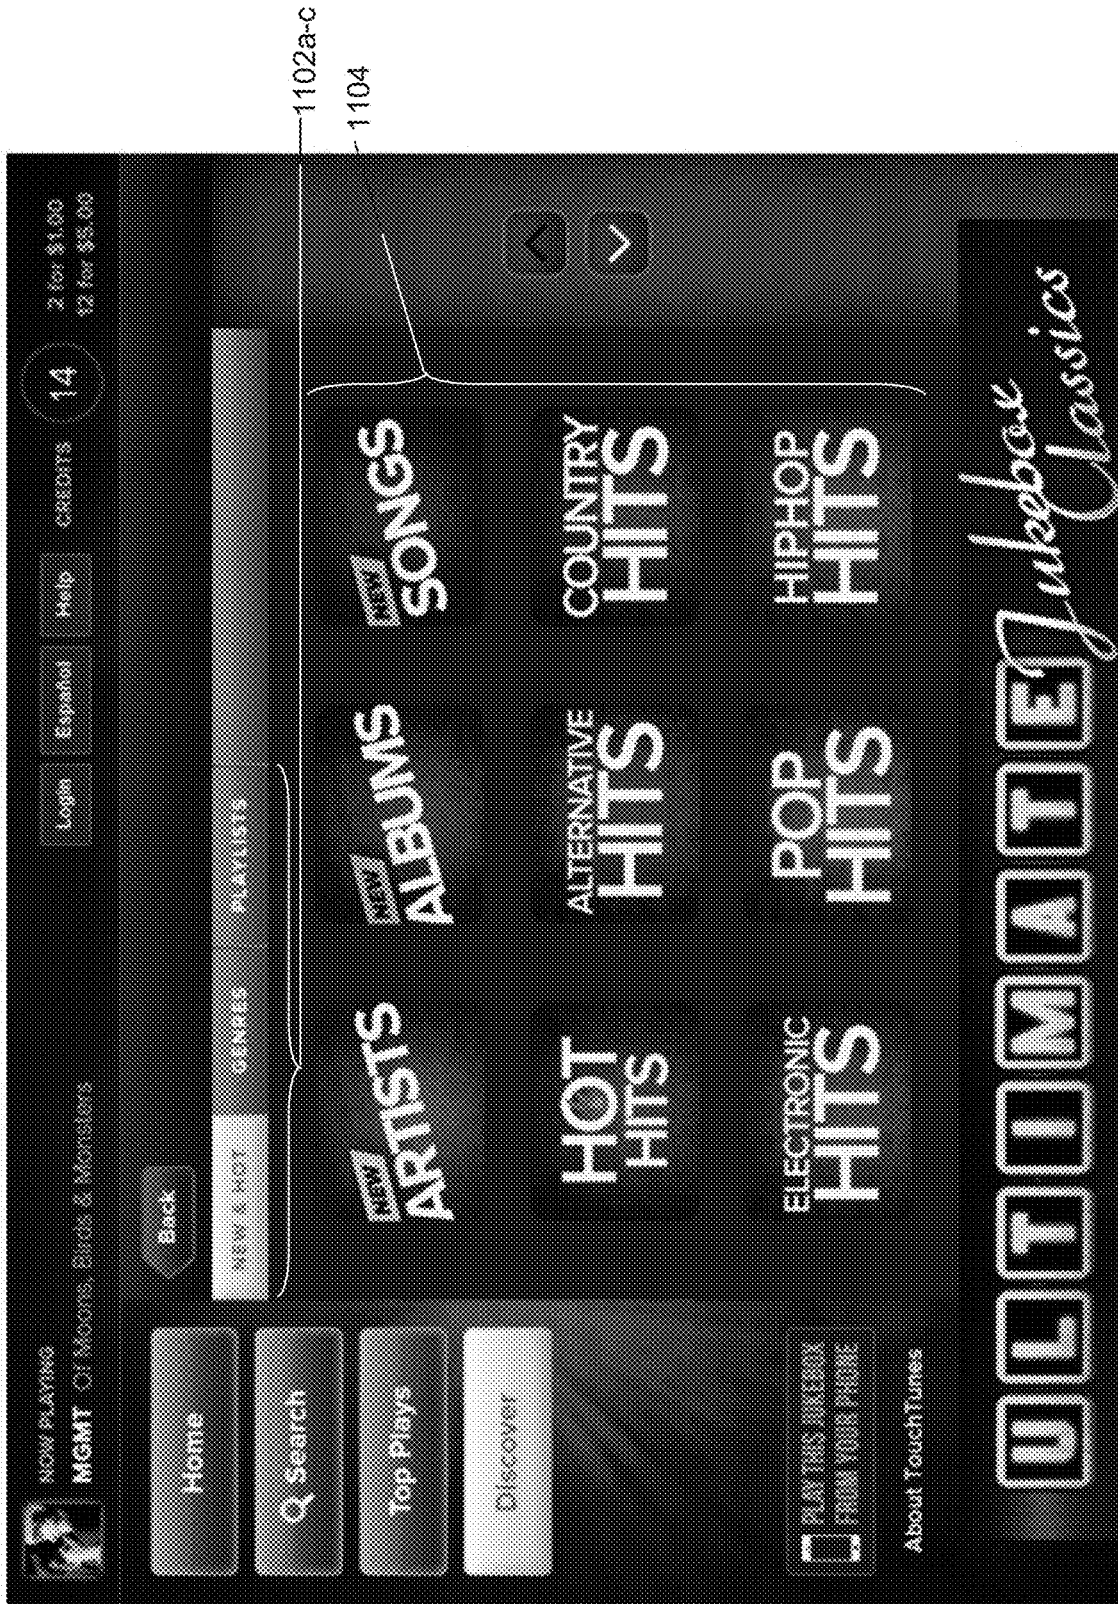 1102a-c
1104
NOW PLAYING
MGMT Of Moons, Birds & Monsters
Login
Español
Help
CREDITS
14
2 for $1.00
12 for $5.00
Home
Search
Top Plays
Discover
Back
NEW & HOT
GENRES
PLAYLISTS
NEW
ARTISTS
NEW
ALBUMS
NEW
SONGS
HOT
HITS
ALTERNATIVE
HITS
COUNTRY
HITS
ELECTRONIC
HITS
POP
HITS
HIPHOP
HITS
PLAY THIS JUKEBOX
FROM YOUR PHONE
About TouchTunes
ULTIMATE Jukebox
Classics